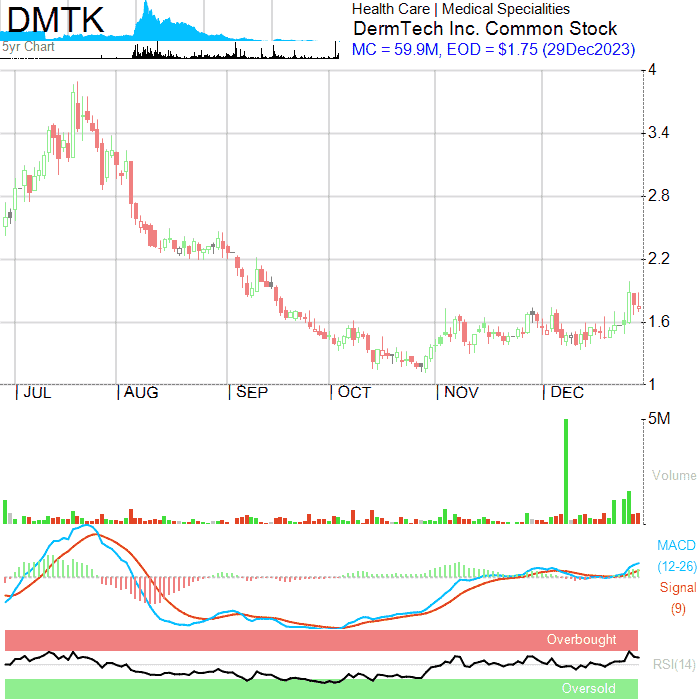 DMTK
5yr Chart
Health Care | Medical Specialities
DermTech Inc. Common Stock
MC = 59.9M, EOD = $1.75 (29Dec2023)
4
3.4
2.8
2.2
1.6
1
JUL AUG SEP OCT NOV DEC
5M
Volume
MACD
(12-26)
Signal
(9)
Overbought
RSI(14)
Oversold